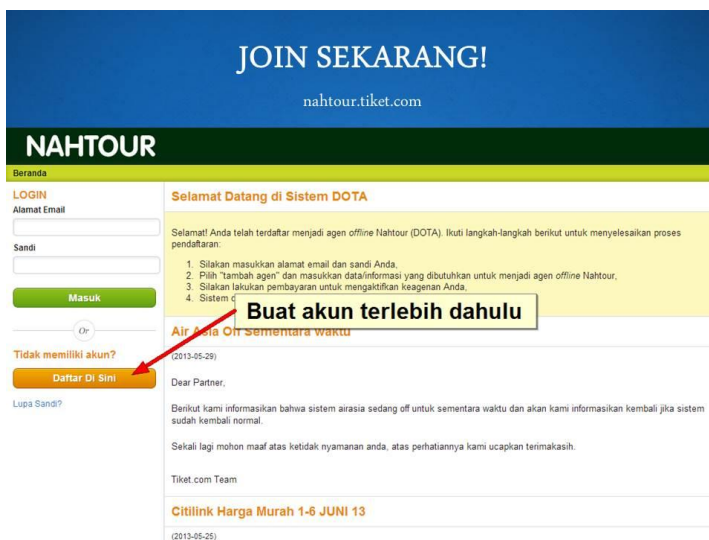 JOIN SEKARANG!
nahtour.tiket.com
NAHTOUR
Beranda
LOGIN
Alamat Email
Sandi
Masuk
Or
Tidak memiliki akun?
Daftar Di Sini
Lupa Sandi?
Selamat Datang di Sistem DOTA
Selamat! Anda telah terdaftar menjadi agen offline Nahtour (DOTA). Ikuti langkah-langkah berikut untuk menyelesaikan proses
pendaftaran:
1. Silakan masukkan alamat email dan sandi Anda,
2. Pilih "tambah agen" dan masukkan data/informasi yang dibutuhkan untuk menjadi agen offline Nahtour,
3. Silakan lakukan pembayaran untuk mengaktifkan keagenan Anda,
4. Sistem
Buat akun terlebih dahulu
Air Asia Off Sementara waktu
(2013-05-29)
Dear Partner,
Berikut kami informasikan bahwa sistem airasia sedang off untuk sementara waktu dan akan kami informasikan kembali jika sistem
sudah kembali normal.
Sekali lagi mohon maaf atas ketidak nyamanan anda, atas perhatiannya kami ucapkan terimakasih.
Tiket.com Team
Citilink Harga Murah 1-6 JUNI 13
(2013-05-25)